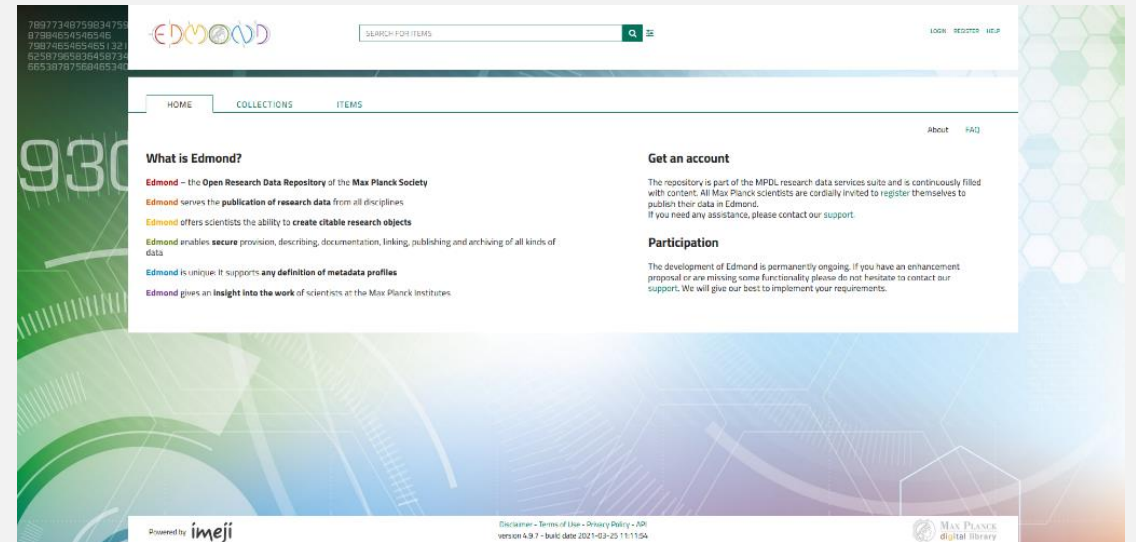 78977348759834759
87984654546546
7987465465465132
6258796583645873
6653878756846534
930
EDMOND
SEARCH FOR ITEMS
LOGIN REGISTER HELP
HOME COLLECTIONS ITEMS
About FAQ
What is Edmond?
Edmond – the Open Research Data Repository of the Max Planck Society
Edmond serves the publication of research data from all disciplines
Edmond offers scientists the ability to create citable research objects
Edmond enables secure provision, describing, documentation, linking, publishing and archiving of all kinds of
data
Edmond is unique: It supports any definition of metadata profiles
Edmond gives an insight into the work of scientists at the Max Planck Institutes
Get an account
The repository is part of the MPDL research data services suite and is continuously filled
with content. All Max Planck scientists are cordially invited to register themselves to
publish their data in Edmond.
If you need any assistance, please contact our support.
Participation
The development of Edmond is permanently ongoing. If you have an enhancement
proposal or are missing some functionality please do not hesitate to contact our
support. We will give our best to implement your requirements.
Powered by imeji
Disclaimer - Terms of Use - Privacy Policy - API
version 4.9.7 - build date 2021-03-25 11:11:54
MAX PLANCK
digital library